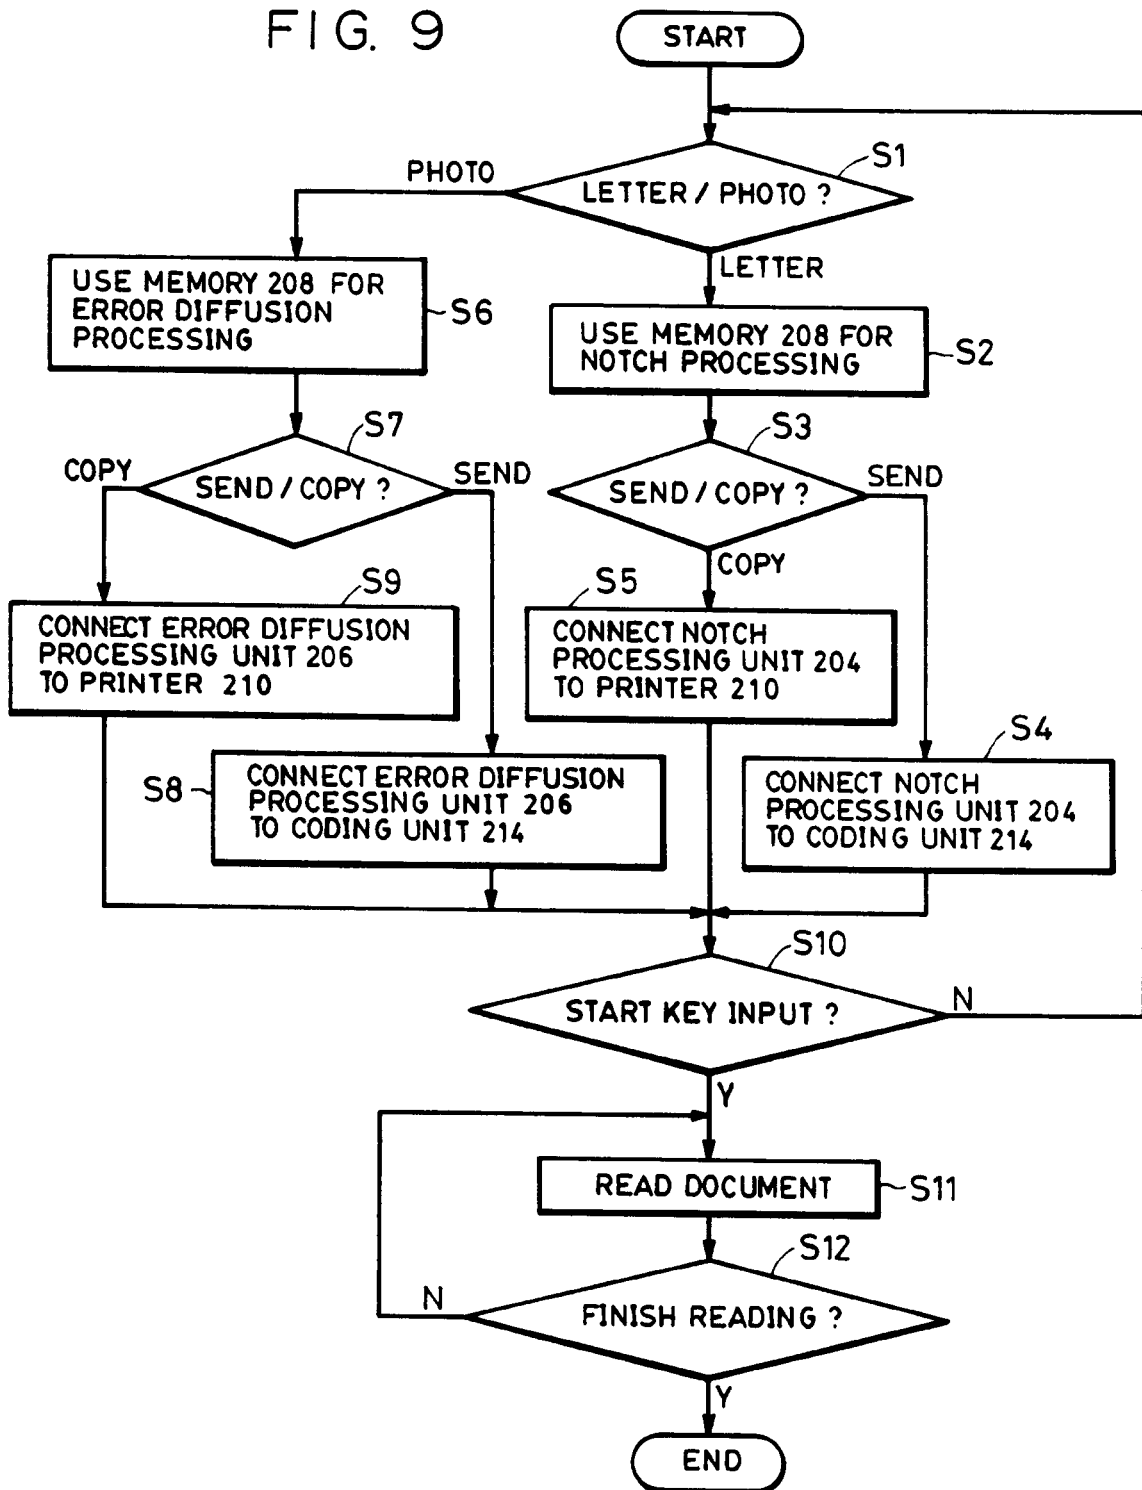 FIG. 9
START
S1
PHOTO
LETTER / PHOTO ?
LETTER
USE MEMORY 208 FOR
ERROR DIFFUSION
PROCESSING
S6
USE MEMORY 208 FOR
NOTCH PROCESSING
S2
S7
S3
COPY
SEND / COPY ?
SEND
SEND / COPY ?
SEND
COPY
S9
S5
CONNECT ERROR DIFFUSION
PROCESSING UNIT 206
TO PRINTER 210
CONNECT NOTCH
PROCESSING UNIT 204
TO PRINTER 210
S4
S8
CONNECT ERROR DIFFUSION
PROCESSING UNIT 206
TO CODING UNIT 214
CONNECT NOTCH
PROCESSING UNIT 204
TO CODING UNIT 214
S10
START KEY INPUT ?
N
Y
READ DOCUMENT
S11
S12
N
FINISH READING ?
Y
END